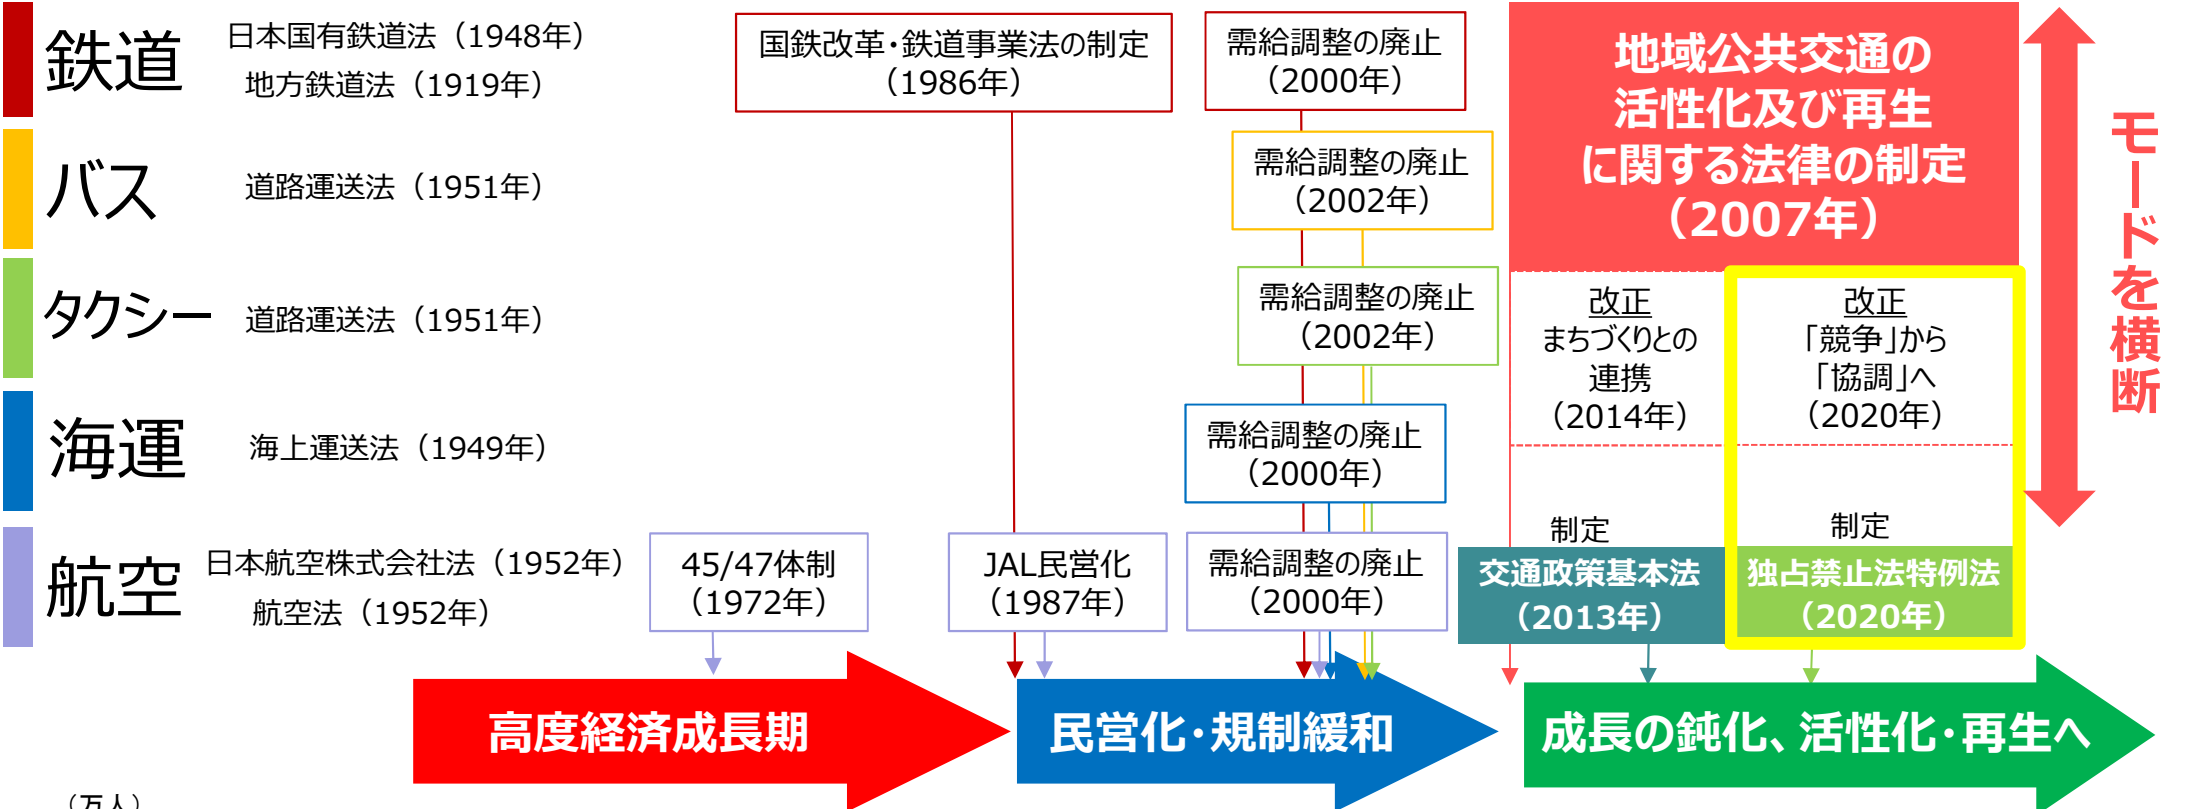 鉄道
日本国有鉄道法（1948年）
地方鉄道法（1919年）
国鉄改革・鉄道事業法の制定
（1986年）
需給調整の廃止
（2000年）
バス
道路運送法（1951年）
需給調整の廃止
（2002年）
タクシー
道路運送法（1951年）
需給調整の廃止
（2002年）
海運
海上運送法（1949年）
需給調整の廃止
（2000年）
航空
日本航空株式会社法（1952年）
航空法（1952年）
45/47体制
（1972年）
JAL民営化
（1987年）
需給調整の廃止
（2000年）
地域公共交通の
活性化及び再生
に関する法律の制定
（2007年）
改正
まちづくりとの
連携
（2014年）
改正
「競争」から
「協調」へ
（2020年）
制定
交通政策基本法
（2013年）
制定
独占禁止法特例法
（2020年）
モードを横断
高度経済成長期
民営化・規制緩和
成長の鈍化、活性化・再生へ
（万人）